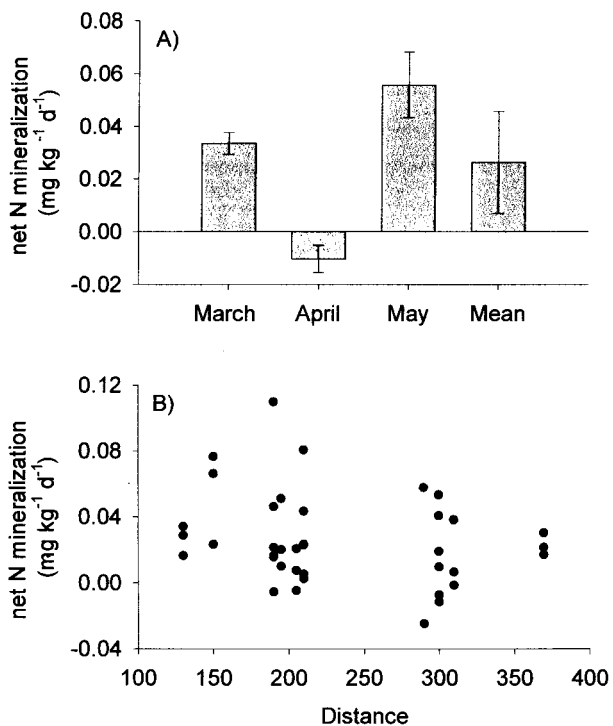 A)
net N mineralization
(mg kg⁻¹ d⁻¹)
0.08
0.06
0.04
0.02
0.00
-0.02
March April May Mean
B)
net N mineralization
(mg kg⁻¹ d⁻¹)
0.12
0.08
0.04
0.00
-0.04
100 150 200 250 300 350 400
Distance